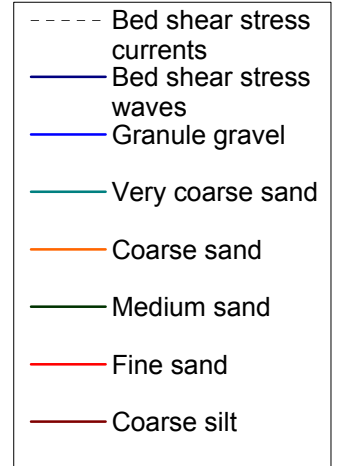 Bed shear stress
currents
Bed shear stress
waves
Granule gravel
Very coarse sand
Coarse sand
Medium sand
Fine sand
Coarse silt